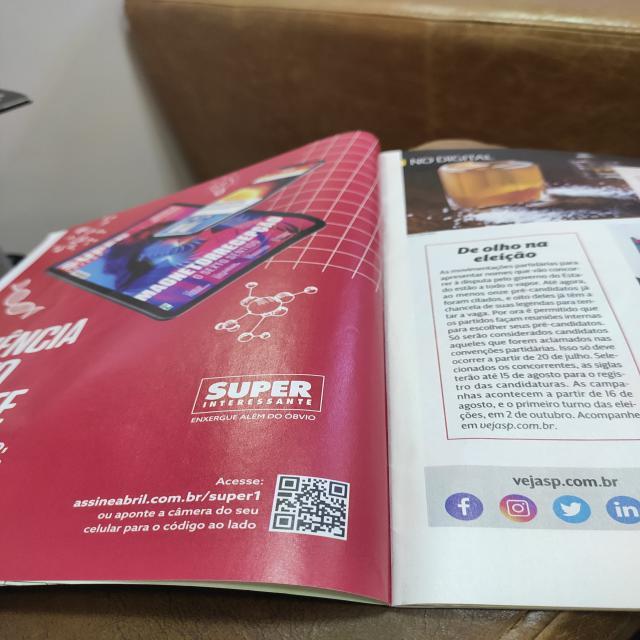 ÊNCIA
SUPER
INTERESSANTE
ENXERGUE ALÉM DO ÓBVIO
Acesse:
assineabril.com.br/super1
ou aponte a câmera do seu
celular para o código ao lado
NO DIGITAL
De olho na
eleição
As movimentações partidárias para
apresentar nomes que vão concor-
rer à disputa pelo governo do Esta-
do estão a todo o vapor. Até agora,
ao menos onze pré-candidatos já
foram citados, e oito deles já têm a
chancela de suas legendas para ten-
tar a vaga. Por ora é permitido que
os partidos façam reuniões internas
para escolher seus pré-candidatos.
Só serão considerados candidatos
aqueles que forem aclamados nas
convenções partidárias. Isso só deve
ocorrer a partir de 20 de julho. Sele-
cionados os concorrentes, as siglas
terão até 15 de agosto para o regis-
tro das candidaturas. As campa-
nhas acontecem a partir de 16 de
agosto, e o primeiro turno das elei-
ções, em 2 de outubro. Acompanhe
em vejasp.com.br.
vejasp.com.br